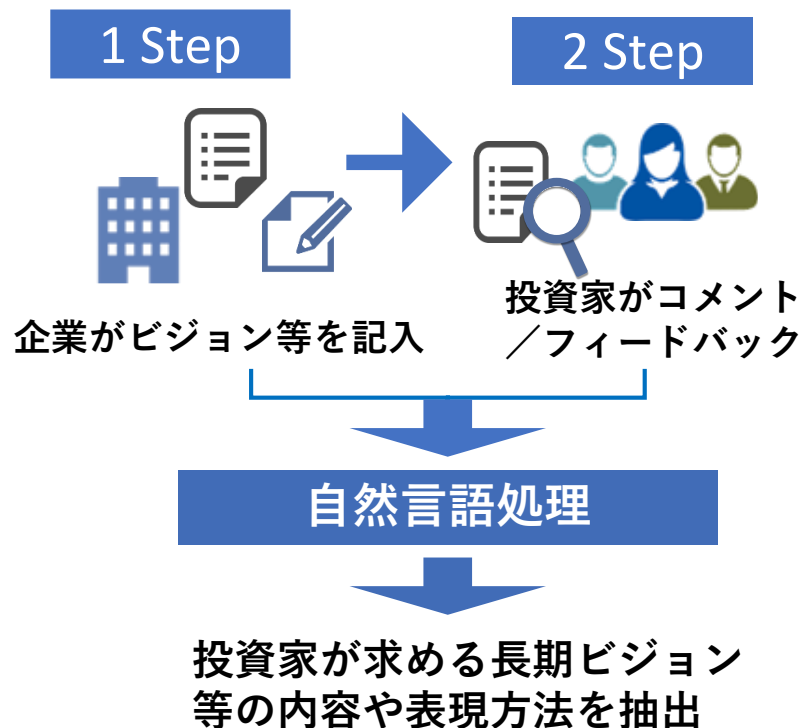 1 Step
2 Step
企業がビジョン等を記入
投資家がコメント
／フィードバック
自然言語処理
投資家が求める長期ビジョン
等の内容や表現方法を抽出